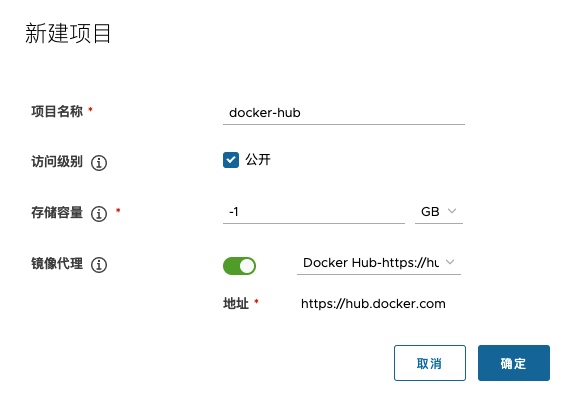 新建项目
项目名称 * docker-hub
访问级别 公开
存储容量 * -1 GB
镜像代理 Docker Hub-https://hu
地址 * https://hub.docker.com
取消 确定